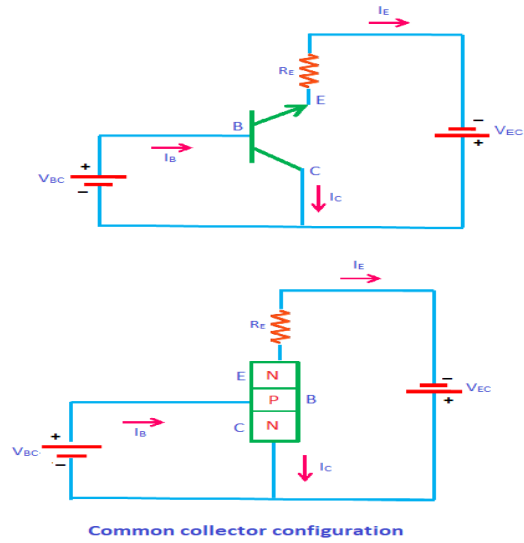 IE
RE
E
B
−
VEC
+
+
VBC
−
IB
C
IC
IE
RE
E N
P B
C N
−
VEC
+
+
VBC
−
IB
IC
Common collector configuration